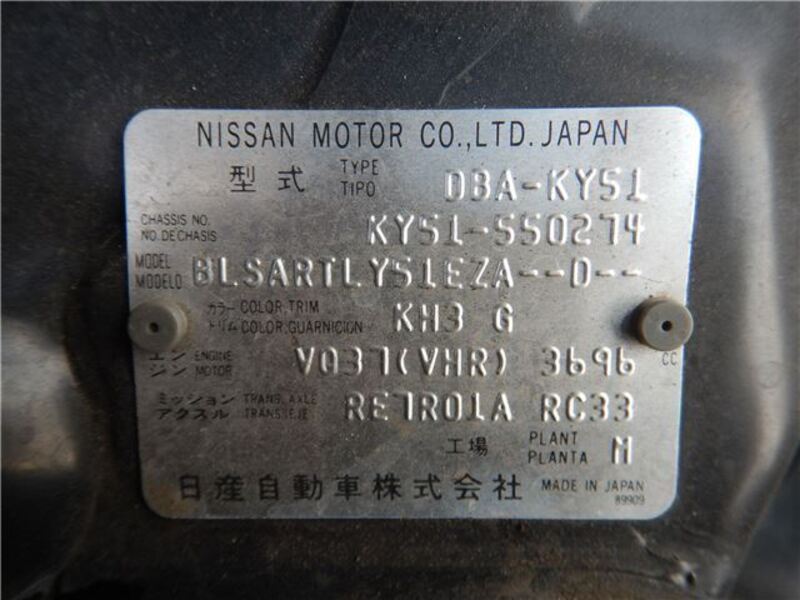 NISSAN MOTOR CO.,LTD. JAPAN
型式 TYPE TIPO DBA-KY51
CHASSIS NO. NO. DE CHASIS KY51-550274
MODEL MODELO BLSARTLY51EZA--D--
カラー COLOR,TRIM トリム COLOR,GUARNICION KH3 G
エンジン ENGINE MOTOR VQ37(VHR) 3696 CC
ミッション TRANS. AXLE アクスル TRANSEJE RE7R01A RC33
工場 PLANT PLANTA M
日産自動車株式会社 MADE IN JAPAN
89909